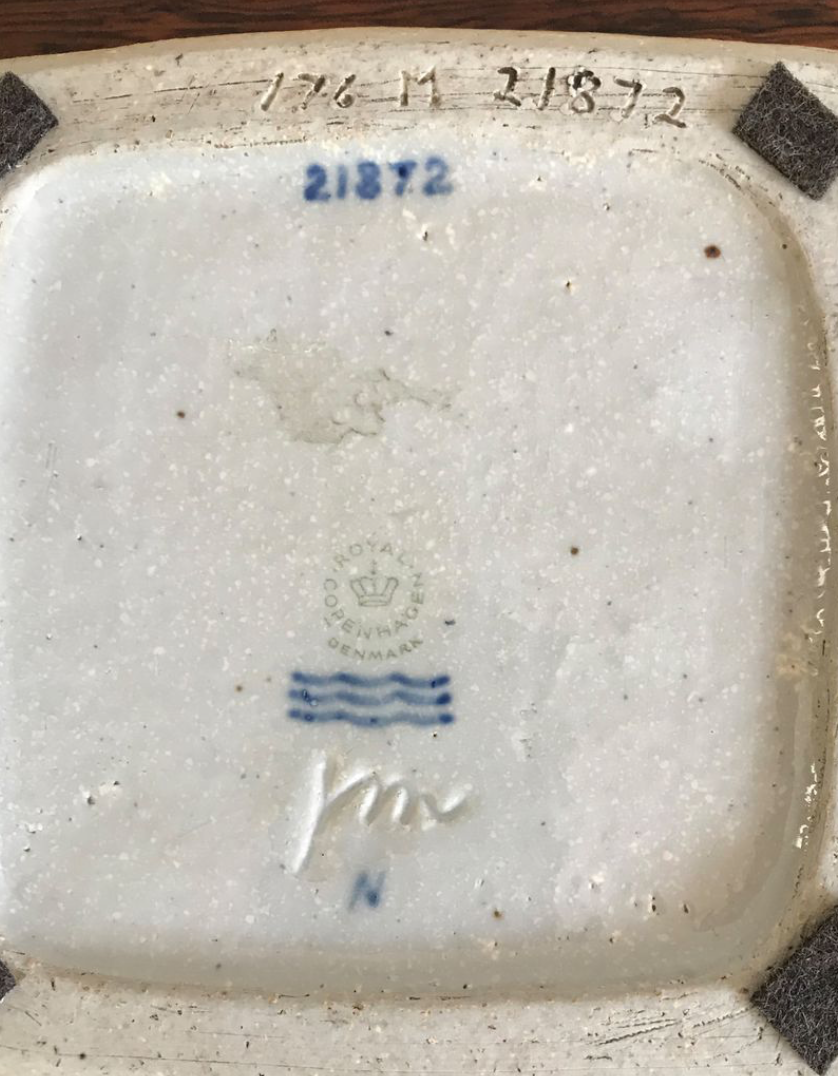 176 M 21872
21872
ROYAL
COPENHAGEN
DENMARK
N